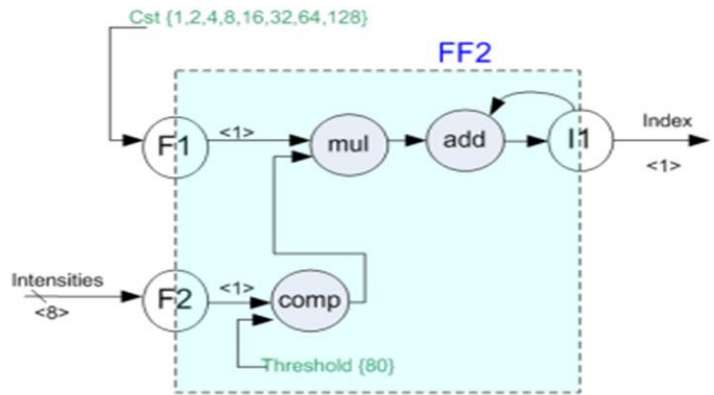 Cst {1,2,4,8,16,32,64,128}
FF2
F1
<1>
mul
add
I1
Index
<1>
Intensities
<8>
F2
<1>
comp
Threshold {80}